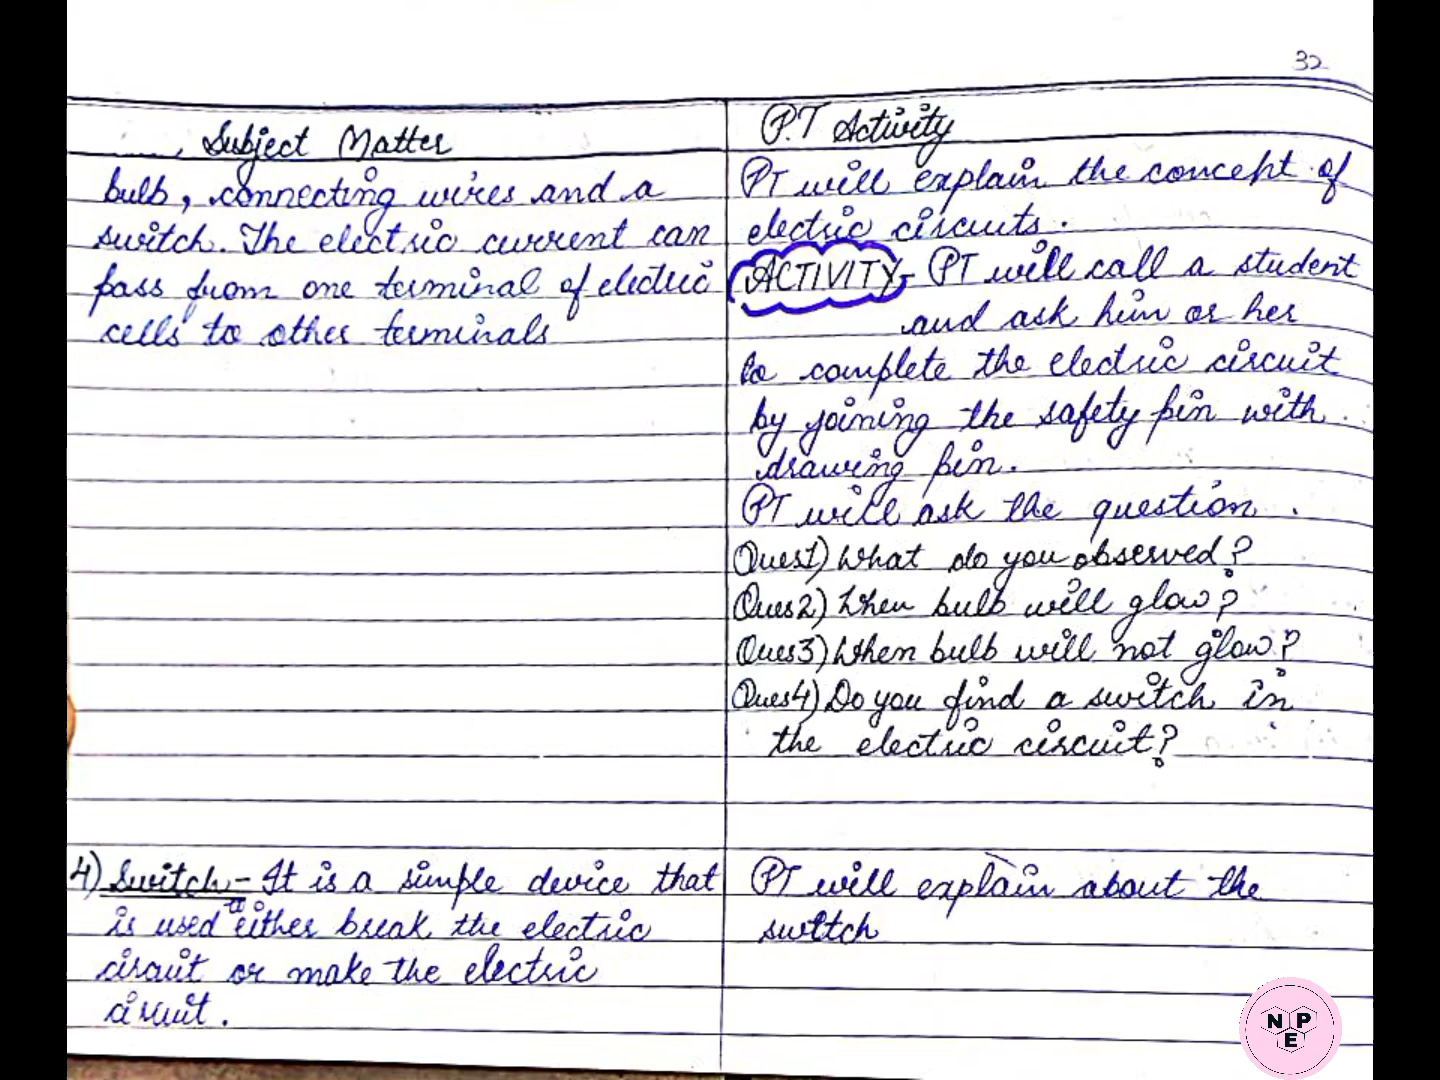 32
Subject Matter
bulb, connecting wires and a
switch. The electric current can
pass from one terminal of electric
cells to other terminals
4) Switch - It is a simple device that
is used to either break the electric
circuit or make the electric
circuit.
P.T Activity
PT will explain the concept of
electric circuits.
ACTIVITY - PT will call a student
and ask him or her
to complete the electric circuit
by joining the safety pin with
drawing pin.
PT will ask the question.
Ques1) What do you observed?
Ques2) When bulb will glow?
Ques3) When bulb will not glow?
Ques4) Do you find a switch in
the electric circuit?
PT will explain about the
switch
N P
E